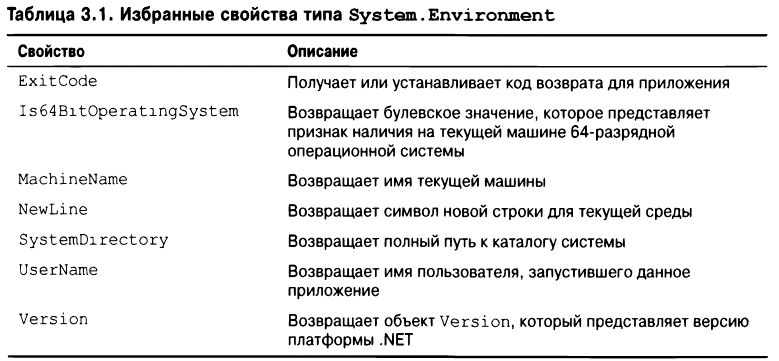 Таблица 3.1. Избранные свойства типа System.Environment
Свойство Описание
ExitCode Получает или устанавливает код возврата для приложения
Is64BitOperatingSystem Возвращает булевское значение, которое представляет
признак наличия на текущей машине 64-разрядной
операционной системы
MachineName Возвращает имя текущей машины
NewLine Возвращает символ новой строки для текущей среды
SystemDirectory Возвращает полный путь к каталогу системы
UserName Возвращает имя пользователя, запустившего данное
приложение
Version Возвращает объект Version, который представляет версию
платформы .NET